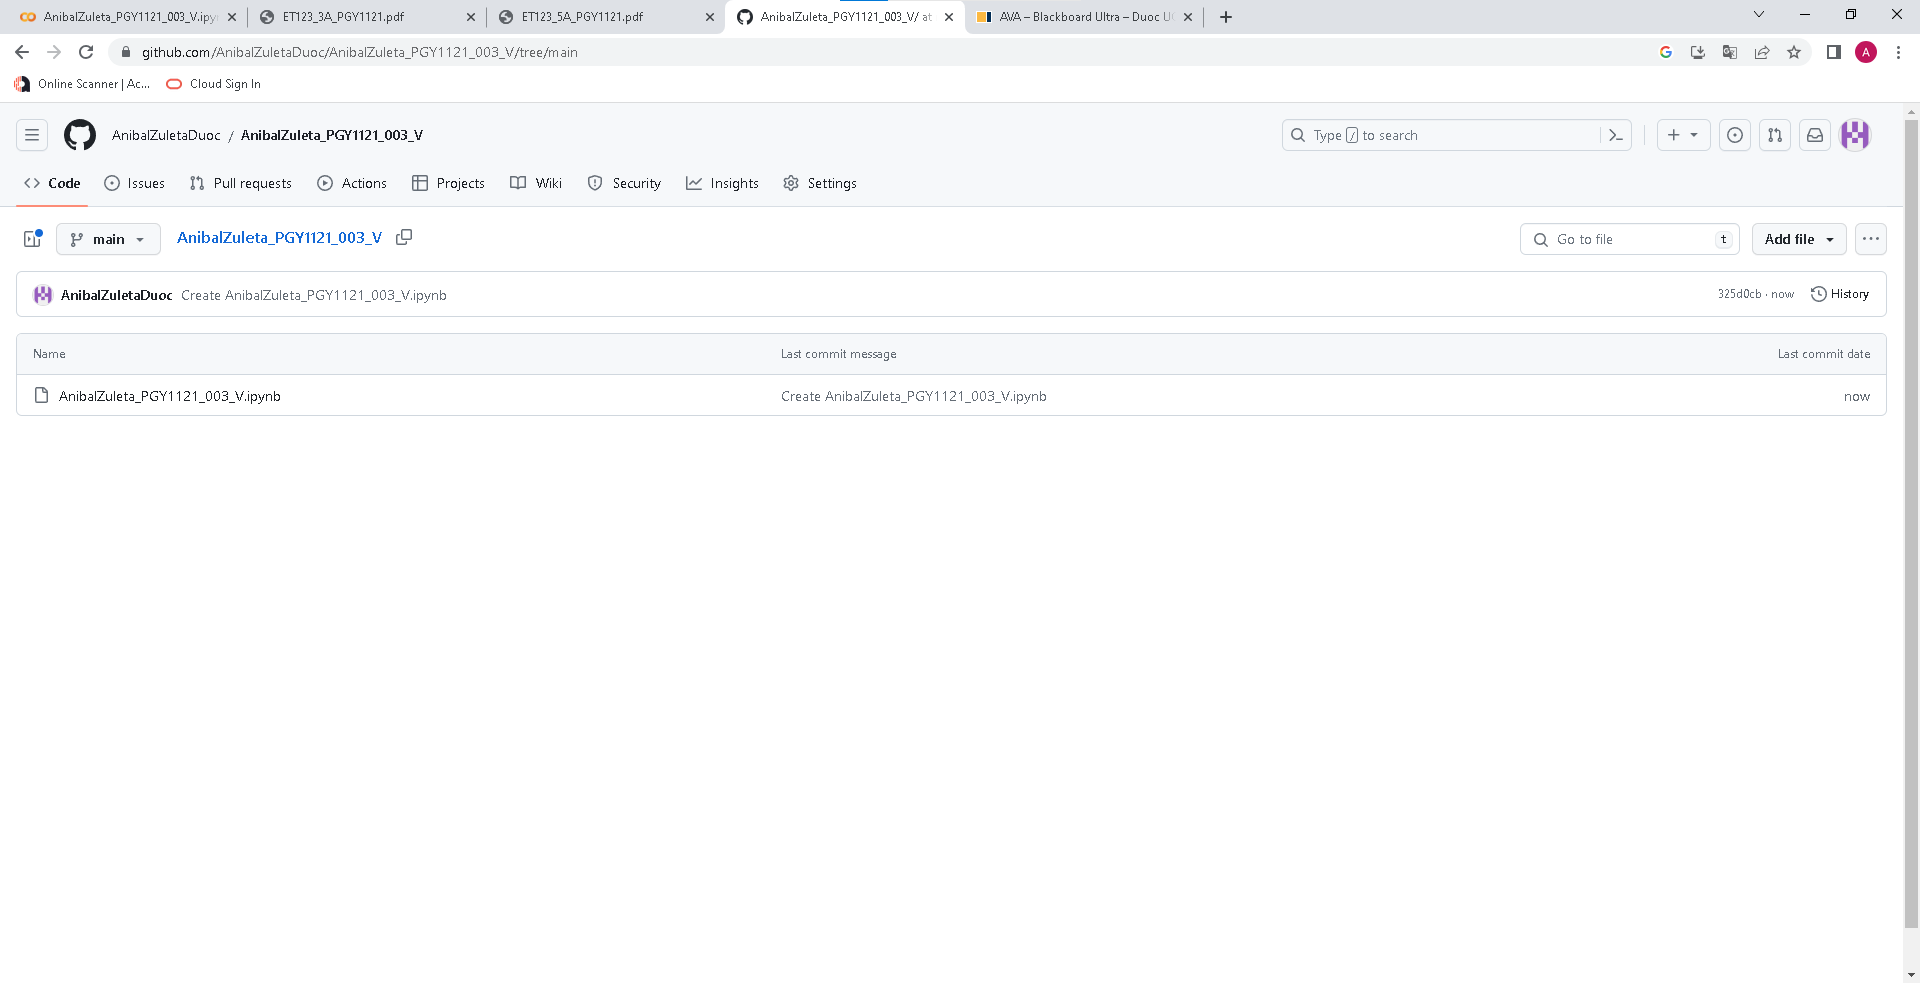 AnibalZuleta_PGY1121_003_V.ipy
ET123_3A_PGY1121.pdf
ET123_5A_PGY1121.pdf
AnibalZuleta_PGY1121_003_V/ at
AVA – Blackboard Ultra – Duoc UC
github.com/AnibalZuletaDuoc/AnibalZuleta_PGY1121_003_V/tree/main
A
Online Scanner | Ac...
Cloud Sign In
AnibalZuletaDuoc / AnibalZuleta_PGY1121_003_V
Type / to search
Code
Issues
Pull requests
Actions
Projects
Wiki
Security
Insights
Settings
main
AnibalZuleta_PGY1121_003_V
Go to file
t
Add file
AnibalZuletaDuoc Create AnibalZuleta_PGY1121_003_V.ipynb
325d0cb · now
History
Name
Last commit message
Last commit date
AnibalZuleta_PGY1121_003_V.ipynb
Create AnibalZuleta_PGY1121_003_V.ipynb
now